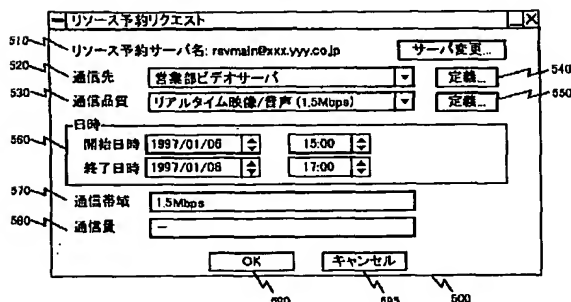 リソース予約リクエスト
510 リソース予約サーバ名: rsvmain@xxx.yyy.co.jp サーバ変更...
520 通信先 営業部ビデオサーバ 定義... 540
530 通信品質 リアルタイム映像/音声 (1.5Mbps) 定義... 550
日時
560 開始日時 1997/01/06 15:00
終了日時 1997/01/06 17:00
570 通信帯域 1.5Mbps
580 通信量 −
OK キャンセル
590 595 500